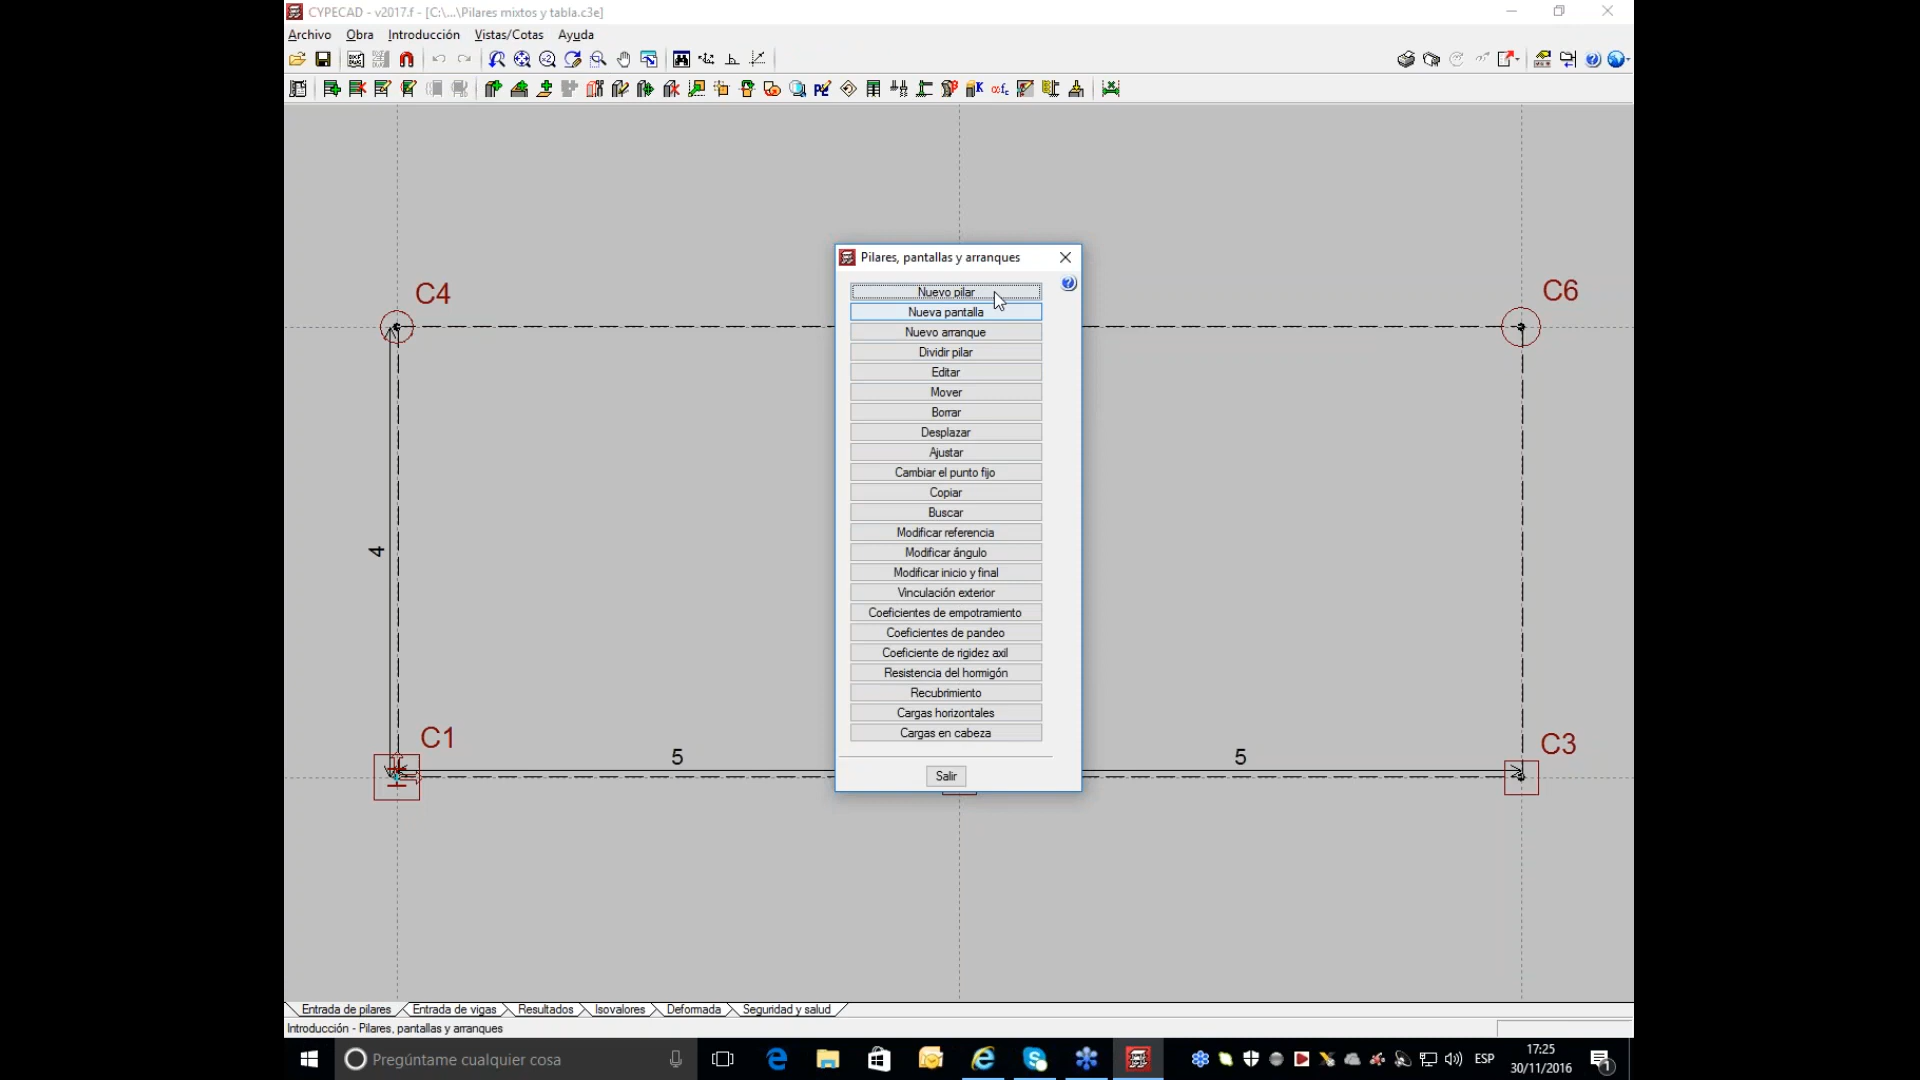 CYPECAD - v2017.f - [C:\...\Pilares mixtos y tabla.c3e]
Archivo Obra Introducción Vistas/Cotas Ayuda
Pilares, pantallas y arranques
Nuevo pilar
Nueva pantalla
Nuevo arranque
Dividir pilar
Editar
Mover
Borrar
Desplazar
Ajustar
Cambiar el punto fijo
Copiar
Buscar
Modificar referencia
Modificar ángulo
Modificar inicio y final
Vinculación exterior
Coeficientes de empotramiento
Coeficientes de pandeo
Coeficiente de rigidez axil
Resistencia del hormigón
Recubrimiento
Cargas horizontales
Cargas en cabeza
Salir
C4
C6
4
C1
5
5
C3
Entrada de pilares Entrada de vigas Resultados Isovalores Deformada Seguridad y salud
Introducción - Pilares, pantallas y arranques
Pregúntame cualquier cosa
ESP
17:25
30/11/2016
1